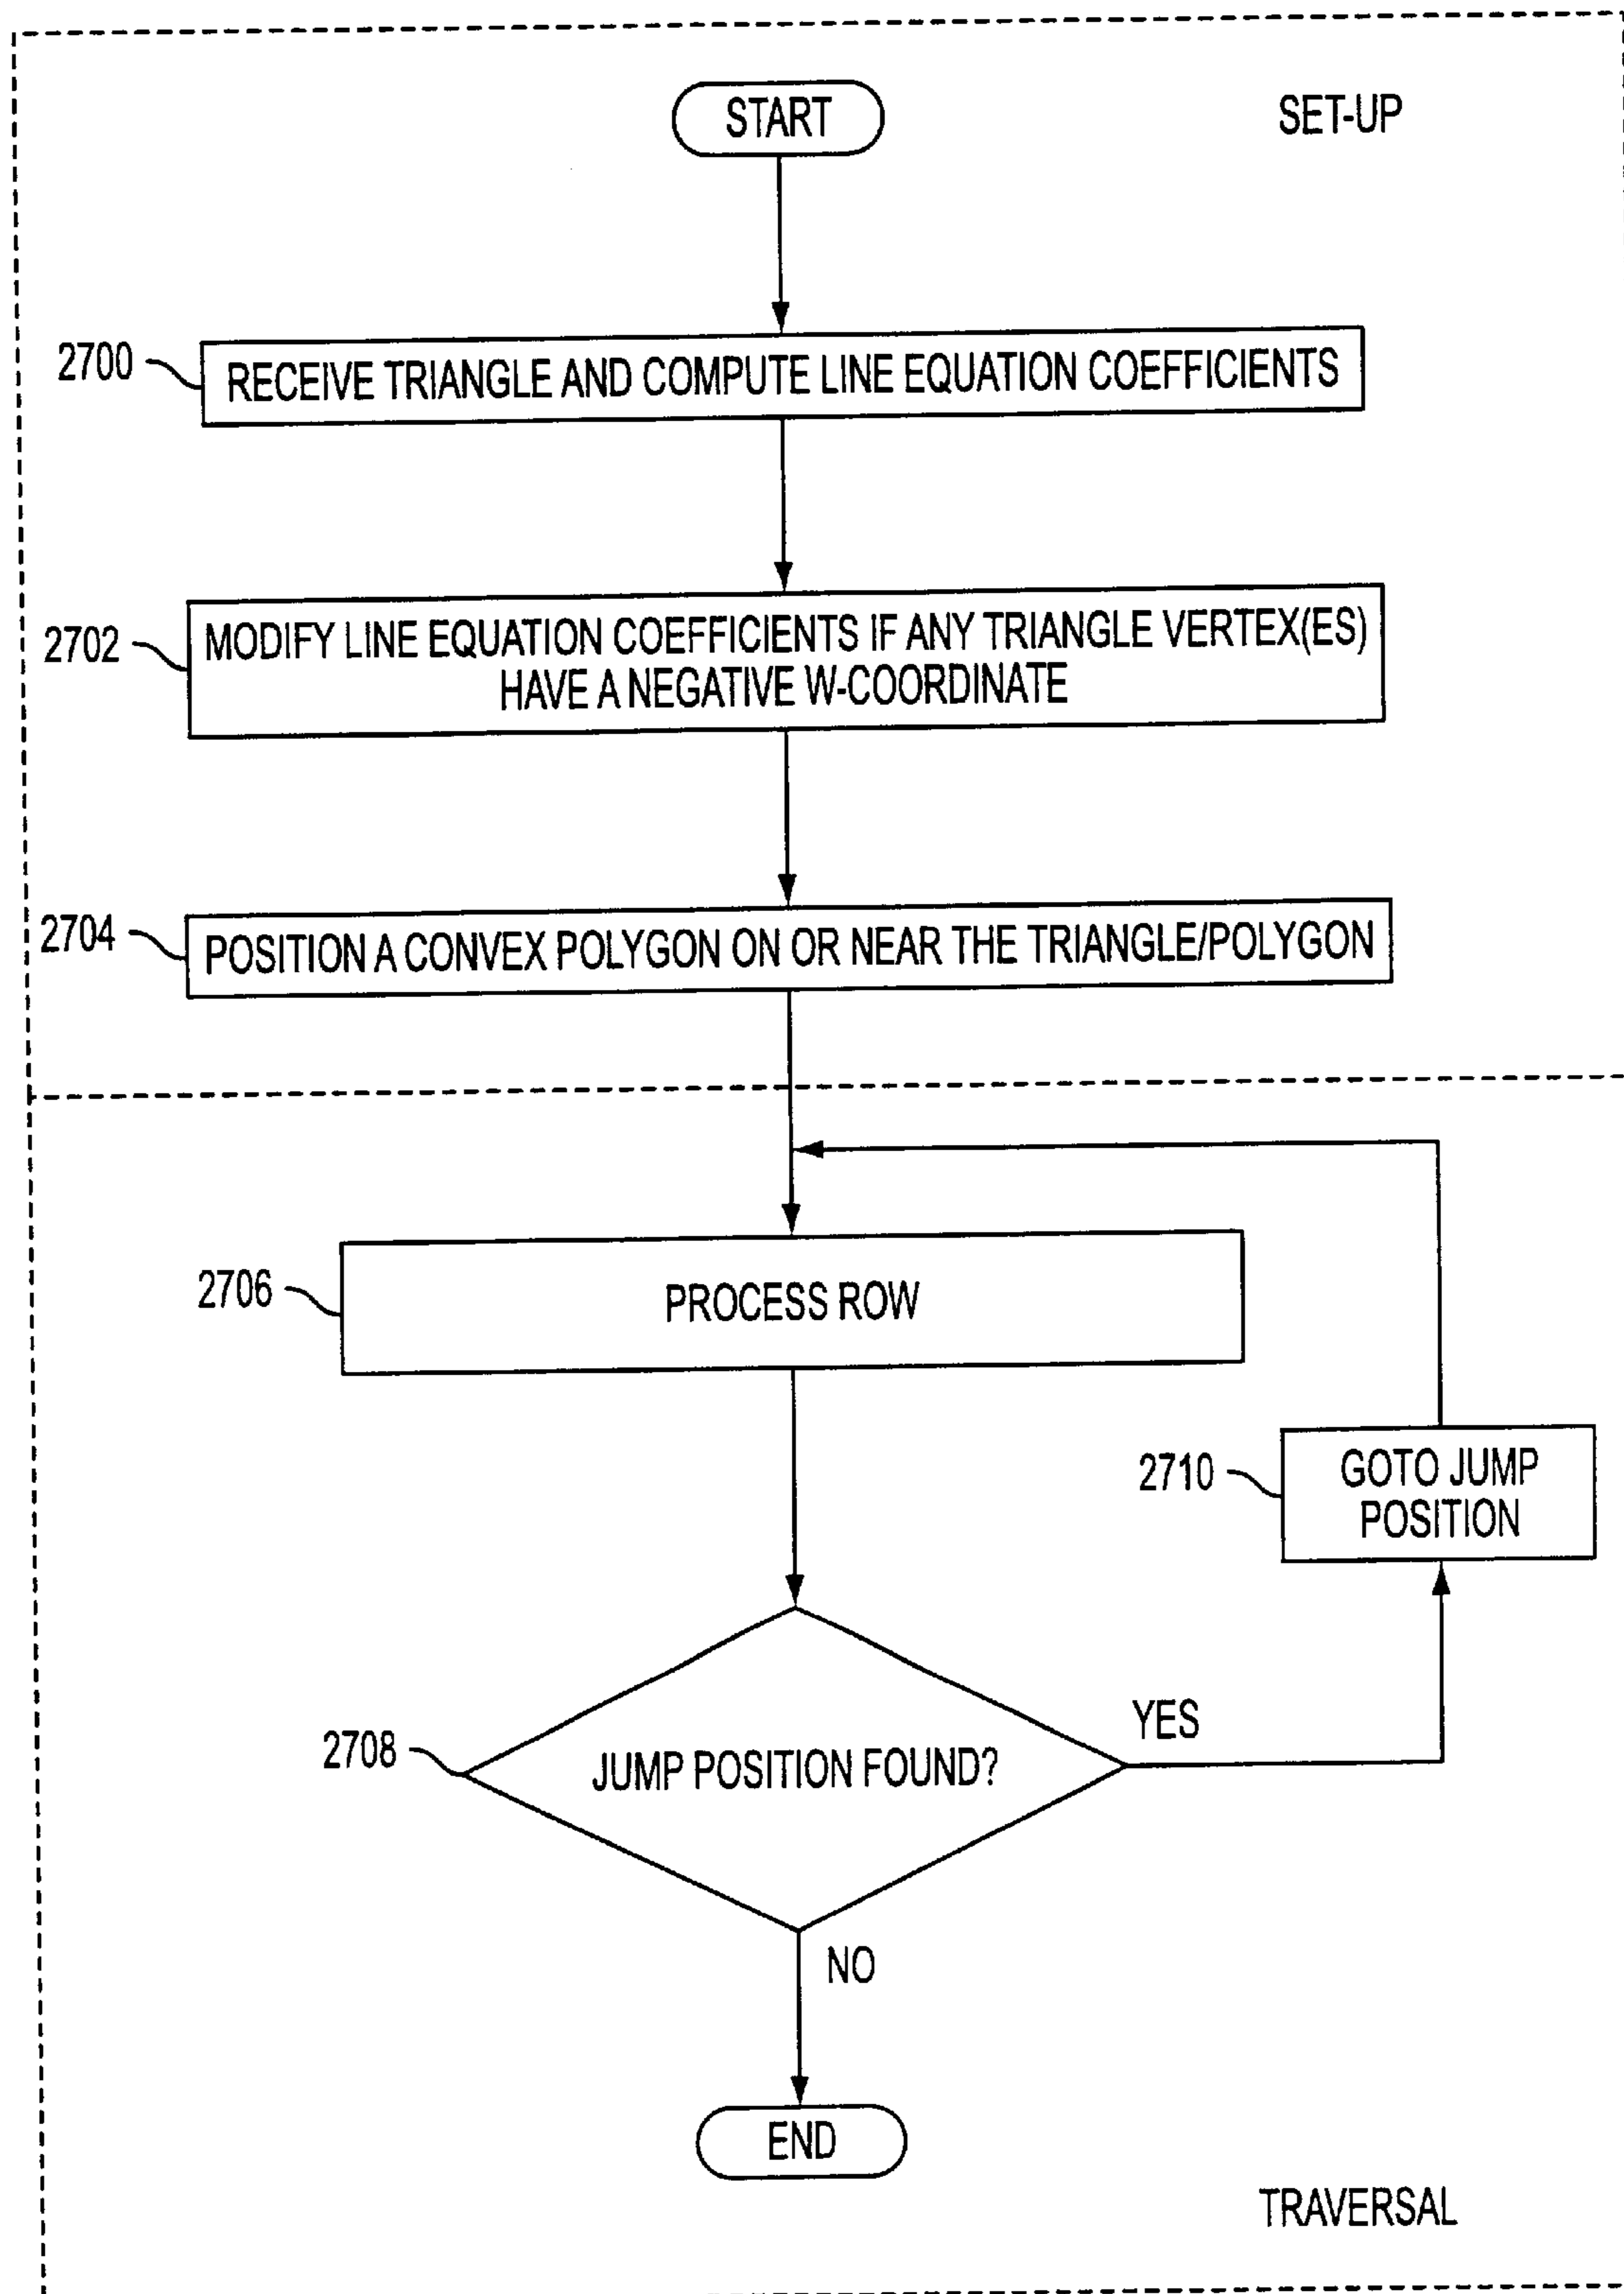 START
SET-UP
2700
RECEIVE TRIANGLE AND COMPUTE LINE EQUATION COEFFICIENTS
2702
MODIFY LINE EQUATION COEFFICIENTS IF ANY TRIANGLE VERTEX(ES)
HAVE A NEGATIVE W-COORDINATE
2704
POSITION A CONVEX POLYGON ON OR NEAR THE TRIANGLE/POLYGON
2706
PROCESS ROW
2710
GOTO JUMP
POSITION
2708
JUMP POSITION FOUND?
YES
NO
END
TRAVERSAL